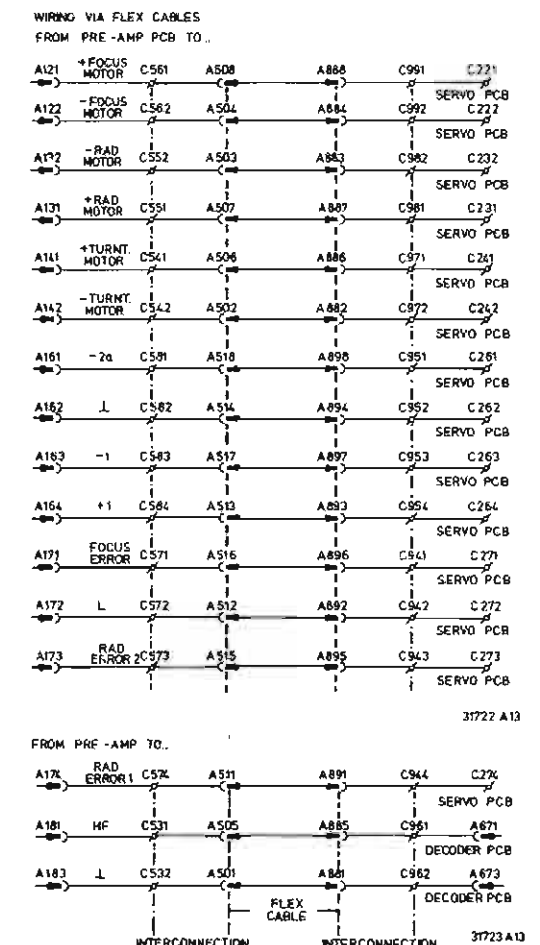 WIRING VIA FLEX CABLES
FROM PRE-AMP PCB TO..
A121 +FOCUS MOTOR C561 A508 A888 C991 C221
SERVO PCB
A122 -FOCUS MOTOR C562 A504 A884 C992 C222
SERVO PCB
A132 -RAD MOTOR C552 A503 A883 C982 C232
SERVO PCB
A131 +RAD MOTOR C551 A507 A887 C981 C231
SERVO PCB
A141 +TURNT. MOTOR C541 A506 A886 C971 C241
SERVO PCB
A142 -TURNT. MOTOR C542 A502 A882 C972 C242
SERVO PCB
A161 -2a C581 A518 A898 C951 C261
SERVO PCB
A162 ⊥ C582 A514 A894 C952 C262
SERVO PCB
A163 -1 C583 A517 A897 C953 C263
SERVO PCB
A164 +1 C584 A513 A893 C954 C264
SERVO PCB
A171 FOCUS ERROR C571 A516 A896 C941 C271
SERVO PCB
A172 L C572 A512 A892 C942 C272
SERVO PCB
A173 RAD ERROR 2 C573 A515 A895 C943 C273
SERVO PCB
31722 A13
FROM PRE-AMP TO..
A174 RAD ERROR1 C574 A511 A891 C944 C274
SERVO PCB
A181 HF C531 A505 A885 C961 A671
DECODER PCB
A183 ⊥ C532 A501 A881 C962 A673
DECODER PCB
FLEX CABLE
INTERCONNECTION INTERCONNECTION 31723 A13